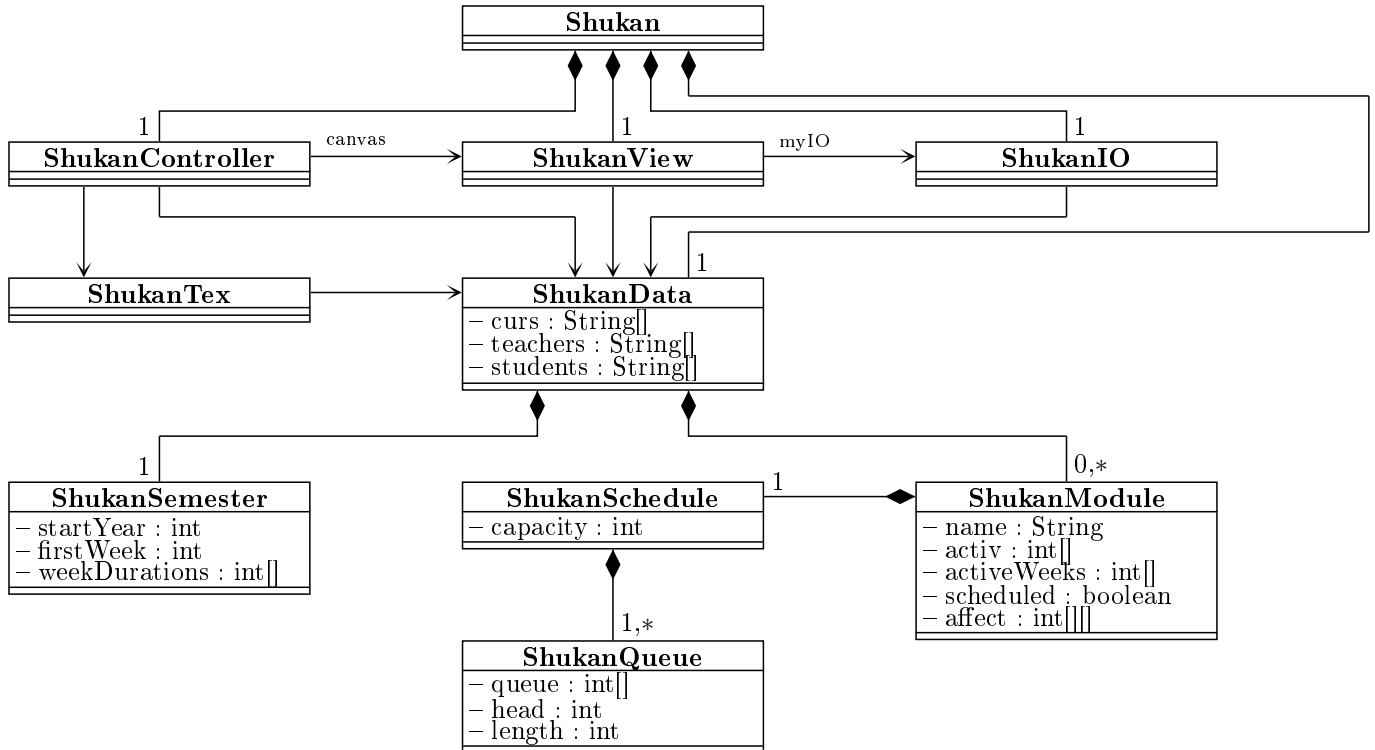 Shukan
1
1
1
ShukanController
canvas
ShukanView
myIO
ShukanIO
1
ShukanTex
ShukanData
– curs : String[]
– teachers : String[]
– students : String[]
1
0,*
ShukanSemester
– startYear : int
– firstWeek : int
– weekDurations : int[]
ShukanSchedule
– capacity : int
1
ShukanModule
– name : String
– activ : int[]
– activeWeeks : int[]
– scheduled : boolean
– affect : int[][]
1,*
ShukanQueue
– queue : int[]
– head : int
– length : int